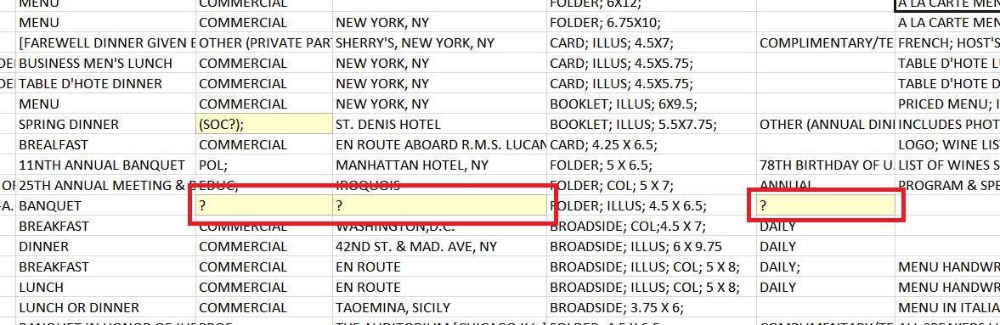 MENU COMMERCIAL FOLDER; 6X12; A LA CARTE MEN
MENU COMMERCIAL NEW YORK, NY FOLDER; 6.75X10; A LA CARTE MEN
[FAREWELL DINNER GIVEN E OTHER (PRIVATE PAR SHERRY'S, NEW YORK, NY CARD; ILLUS; 4.5X7; COMPLIMENTARY/TE FRENCH; HOST'S
DE BUSINESS MEN'S LUNCH COMMERCIAL NEW YORK, NY CARD; ILLUS; 4.5X5.75; TABLE D'HOTE L
DE TABLE D'HOTE DINNER COMMERCIAL NEW YORK, NY CARD; ILLUS; 4.5X5.75; TABLE D'HOTE D
MENU COMMERCIAL NEW YORK, NY BOOKLET; ILLUS; 6X9.5; PRICED MENU; I
SPRING DINNER (SOC?); ST. DENIS HOTEL BOOKLET; ILLUS; 5.5X7.75; OTHER (ANNUAL DIN INCLUDES PHOT
BREALFAST COMMERCIAL EN ROUTE ABOARD R.M.S. LUCAN CARD; 4.25 X 6.5; LOGO; WINE LIS
11NTH ANNUAL BANQUET POL; MANHATTAN HOTEL, NY FOLDER; 5 X 6.5; 78TH BIRTHDAY OF U. LIST OF WINES S
OF 25TH ANNUAL MEETING & B EDUC; IROQUOIS FOLDER; COL; 5 X 7; ANNUAL PROGRAM & SPE
-A. BANQUET ? ? FOLDER; ILLUS; 4.5 X 6.5; ?
BREAKFAST COMMERCIAL WASHINGTON,D.C. BROADSIDE; COL;4.5 X 7; DAILY
DINNER COMMERCIAL 42ND ST. & MAD. AVE, NY BROADSIDE; ILLUS; 6 X 9.75 DAILY
BREAKFAST COMMERCIAL EN ROUTE BROADSIDE; ILLUS; COL; 5 X 8; DAILY; MENU HANDWR
LUNCH COMMERCIAL EN ROUTE BROADSIDE; ILLUS; COL; 5 X 8; DAILY MENU HANDWR
LUNCH OR DINNER COMMERCIAL TAOEMINA, SICILY BROADSIDE; 3.75 X 6; MENU IN ITALIA